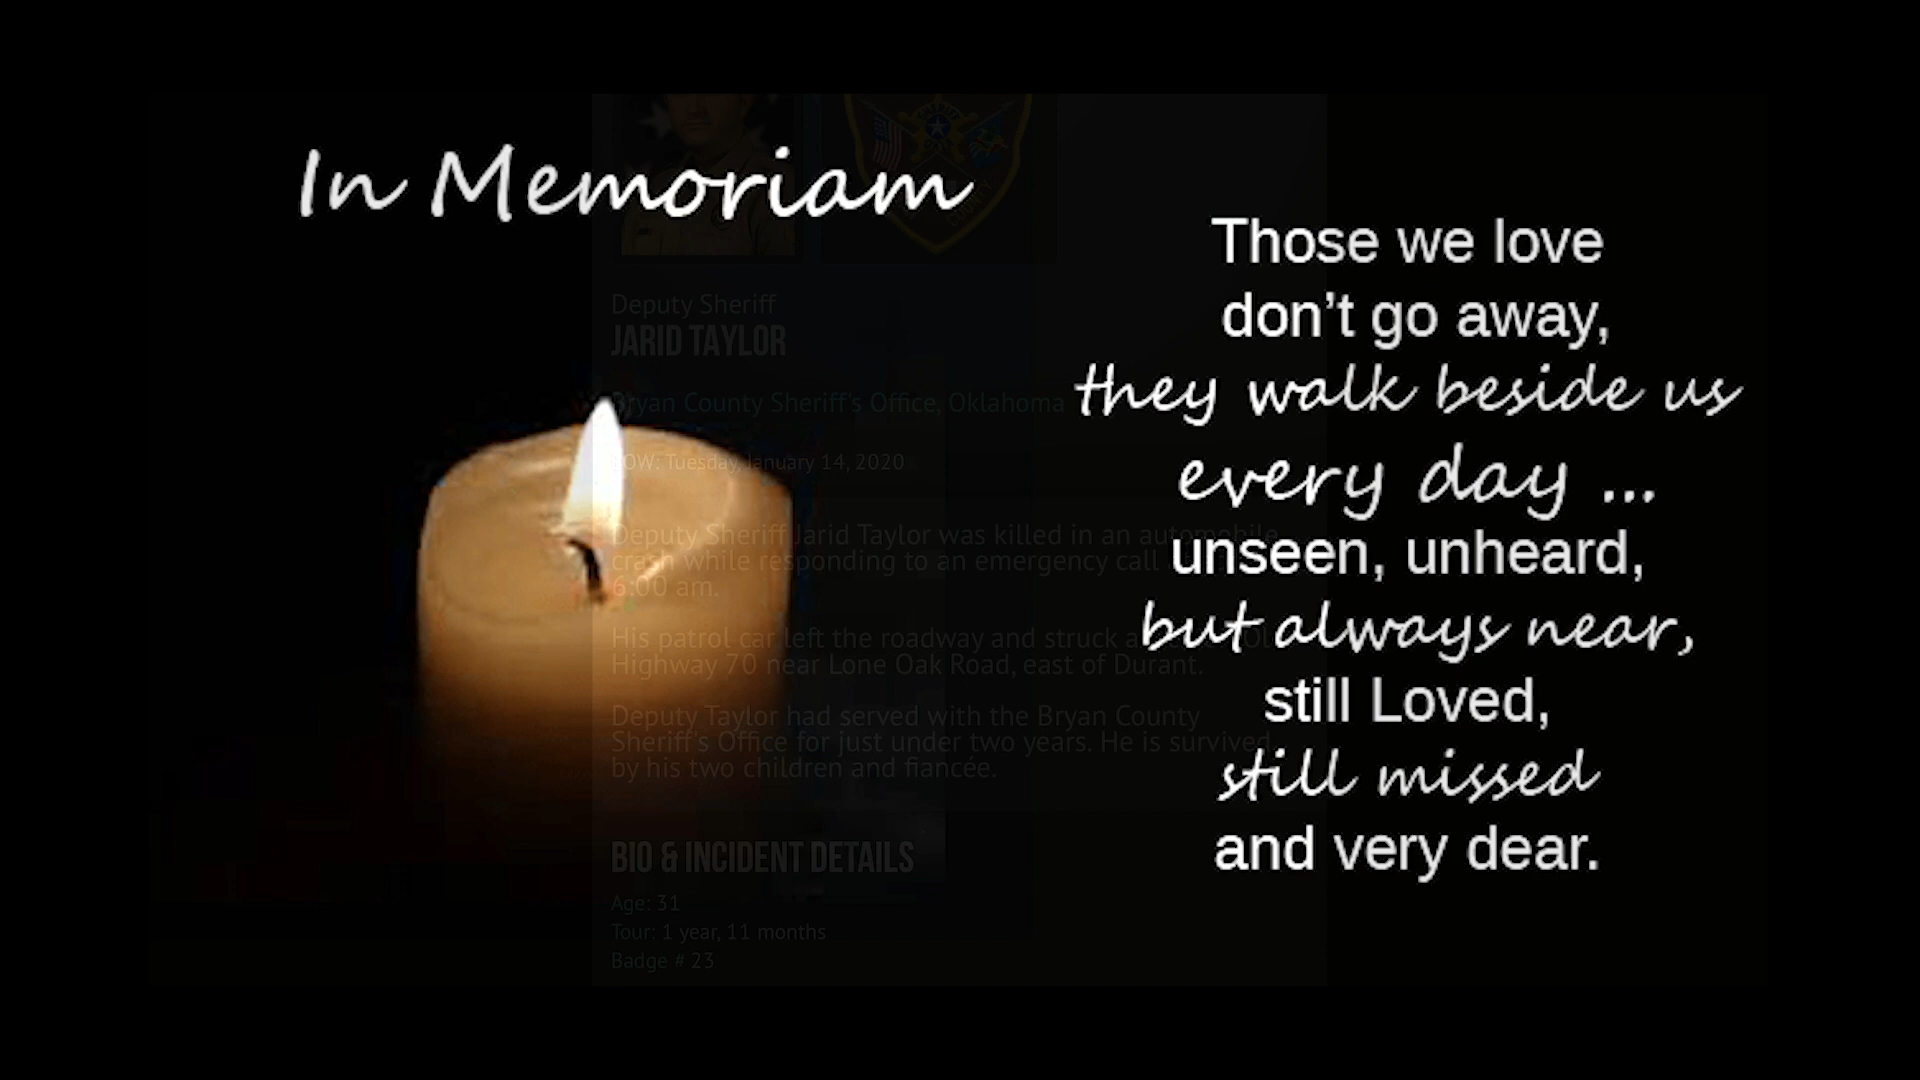 In Memoriam
Those we love
don't go away,
they walk beside us
every day ...
unseen, unheard,
but always near,
still Loved,
still missed
and very dear.
Deputy Sheriff
JARID TAYLOR
Bryan County Sheriff's Office, Oklahoma
EOW: Tuesday, January 14, 2020
Deputy Sheriff Jarid Taylor was killed in an automobile
crash while responding to an emergency call
6:00 am.
His patrol car left the roadway and struck a
Highway 70 near Lone Oak Road, east of Durant.
Deputy Taylor had served with the Bryan County
Sheriff's Office for just under two years. He is survived
by his two children and fiancée.
BIO & INCIDENT DETAILS
Age: 31
Tour: 1 year, 11 months
Badge # 23